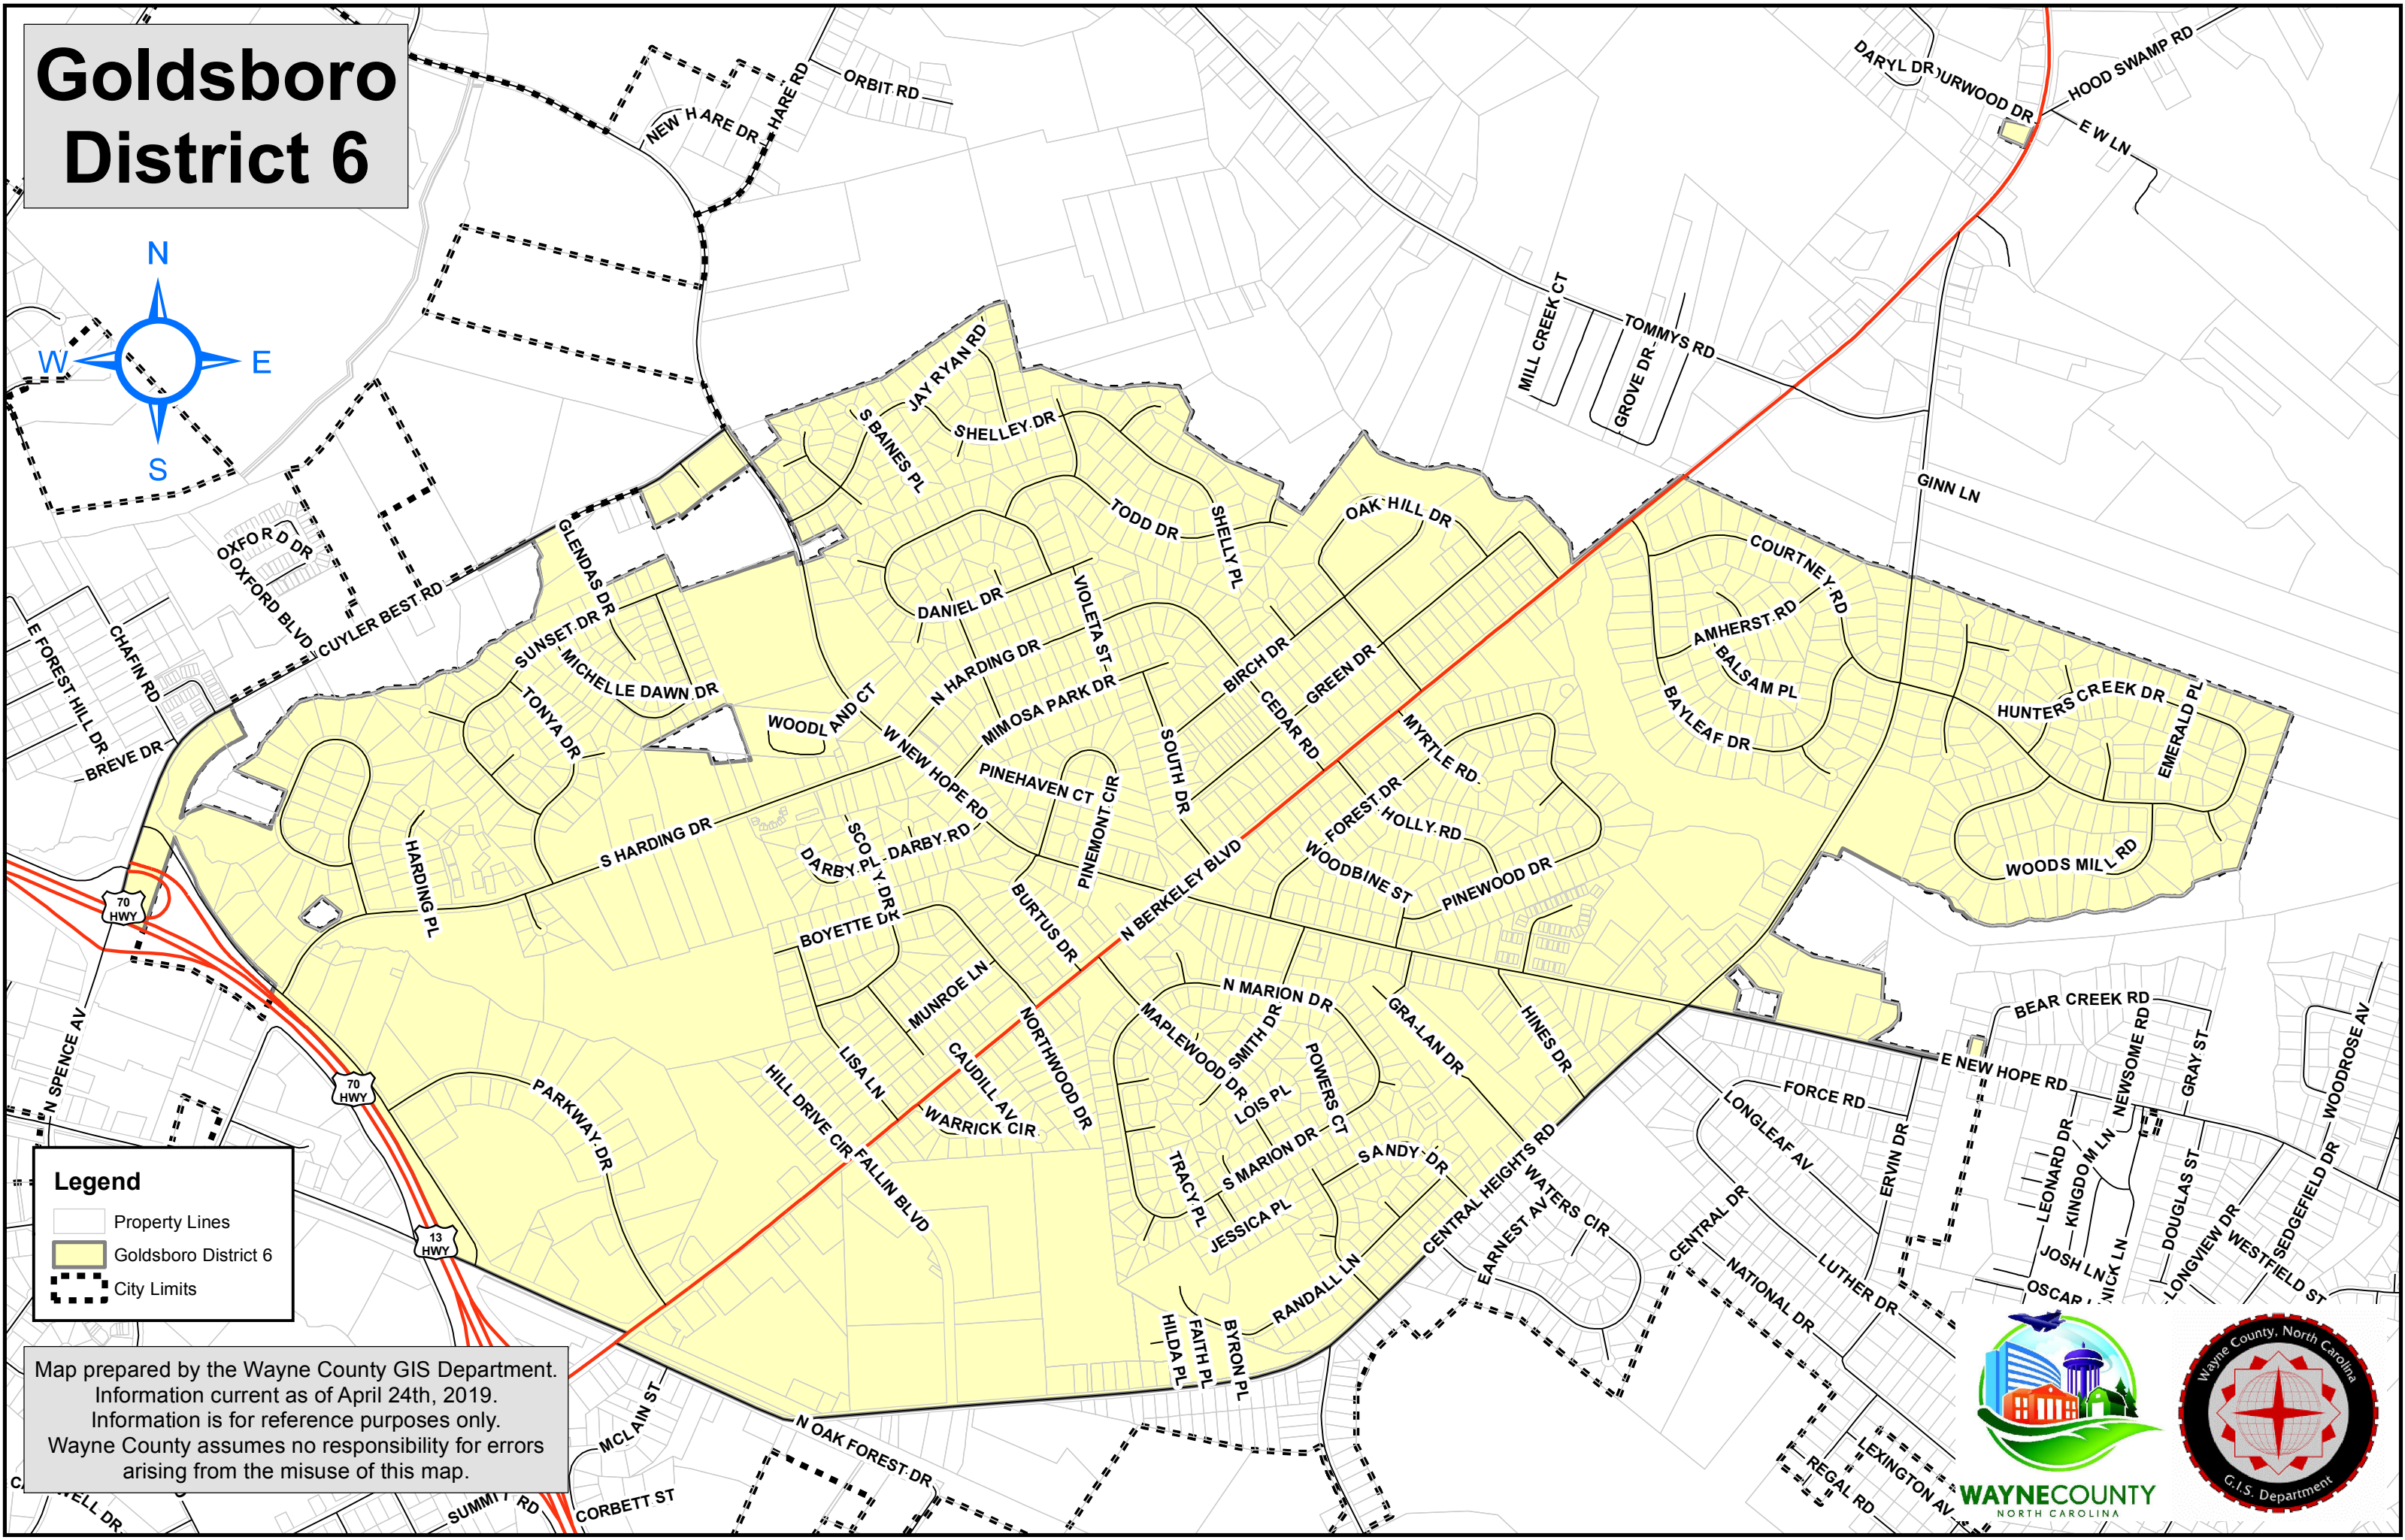 Goldsboro
District 6
N
W
E
S
HARE RD
ORBIT RD
NEW HARE DR
DARYL DR
HOOD SWAMP RD
E W LN
MILL CREEK CT
TOMMYS RD
GROVE DR
GINN LN
JAY RYAN RD
S BAINES PL
SHELLEY DR
TODD DR
SHELLY PL
OAK HILL DR
OXFORD DR
OXFORD BLVD
CUYLER BEST RD
GLENDAS DR
SUNSET DR
MICHELLE DAWN DR
TONYA DR
E FOREST HILL DR
CHAFIN RD
BREVE DR
DANIEL DR
VIOLETA ST
N HARDING DR
MIMOSA PARK DR
BIRCH DR
GREEN DR
CEDAR RD
SOUTH DR
COURTNEY RD
AMHERST RD
BALSAM PL
BAYLEAF DR
HUNTERS CREEK DR
EMERALD PL
WOODS MILL RD
WOODLAND CT
W NEW HOPE RD
PINEHAVEN CT
PINEMONT CIR
MYRTLE RD
FOREST DR
HOLLY RD
WOODBINE ST
PINEWOOD DR
S HARDING DR
HARDING PL
DARBY PL
DARBY RD
BOYETTE DR
BURTUS DR
N BERKELEY BLVD
MUNROE LN
NORTHWOOD DR
LISA LN
CAUDILL AV
WARRICK CIR
HILL DRIVE CIR
FALLIN BLVD
PARKWAY DR
N MARION DR
MAPLEWOOD DR
SMITH DR
POWERS CT
LOIS PL
S MARION DR
TRACY PL
JESSICA PL
SANDY DR
GRA-LAN DR
HINES DR
CENTRAL HEIGHTS RD
RANDALL LN
HILDA PL
FAITH PL
BYRON PL
WATERS CIR
EARNEST AV
E NEW HOPE RD
BEAR CREEK RD
NEWSOME RD
GRAY ST
WOODROSE AV
FORCE RD
LONGLEAF AV
ERVIN DR
CENTRAL DR
NATIONAL DR
LUTHER DR
LEONARD DR
KINGDOM LN
DOUGLAS ST
LONGVIEW DR
SEDGEFIELD DR
WESTFIELD ST
JOSH LN
OSCAR
LEXINGTON AV
REGAL RD
N SPENCE AV
70
HWY
70
HWY
13
HWY
N OAK FOREST DR
MCLAIN ST
CORBETT ST
Legend
Property Lines
Goldsboro District 6
City Limits
Map prepared by the Wayne County GIS Department.
Information current as of April 24th, 2019.
Information is for reference purposes only.
Wayne County assumes no responsibility for errors
arising from the misuse of this map.
WAYNECOUNTY
NORTH CAROLINA
Wayne County, North Carolina
G.I.S. Department